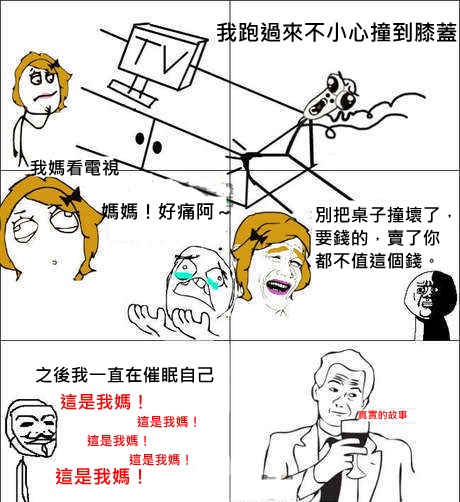 我跑過來不小心撞到膝蓋
TV
我媽看電視
媽媽！好痛阿～
別把桌子撞壞了，
要錢的，賣了你
都不值這個錢。
之後我一直在催眠自己
這是我媽！
這是我媽！
這是我媽！
這是我媽！
這是我媽！
真實的故事